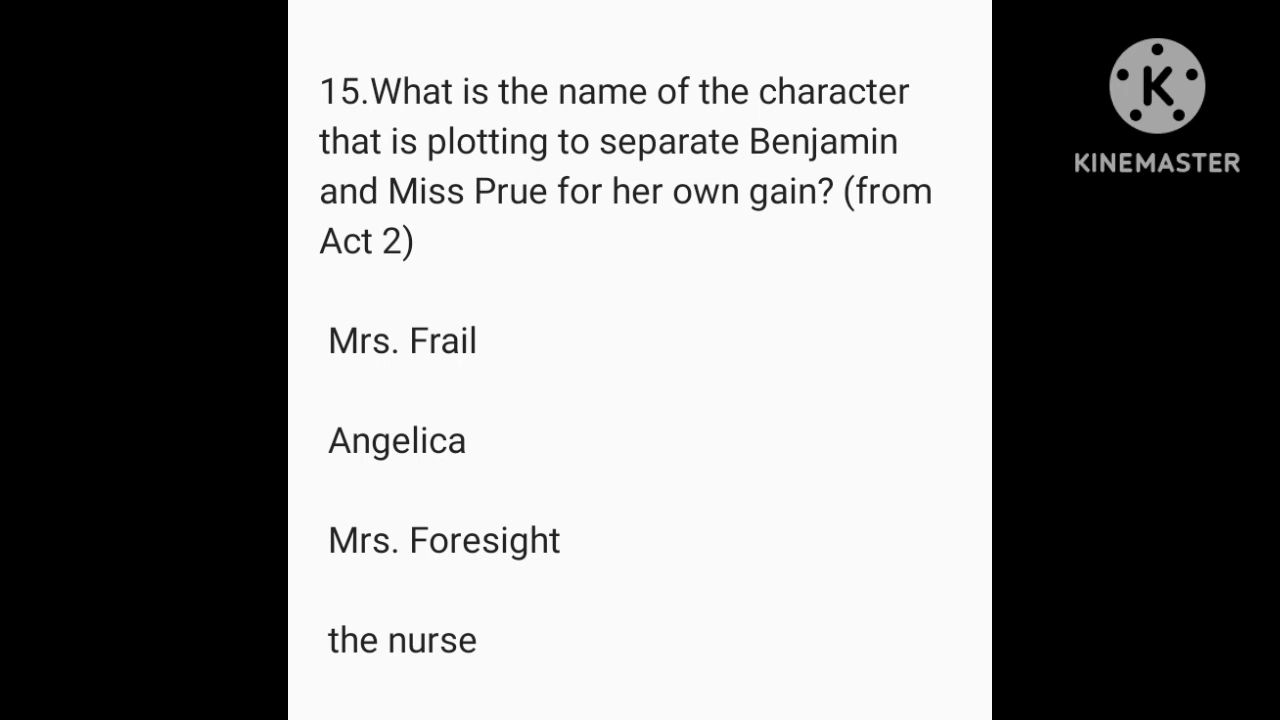 15.What is the name of the character
that is plotting to separate Benjamin
and Miss Prue for her own gain? (from
Act 2)
Mrs. Frail
Angelica
Mrs. Foresight
the nurse
K
KINEMASTER